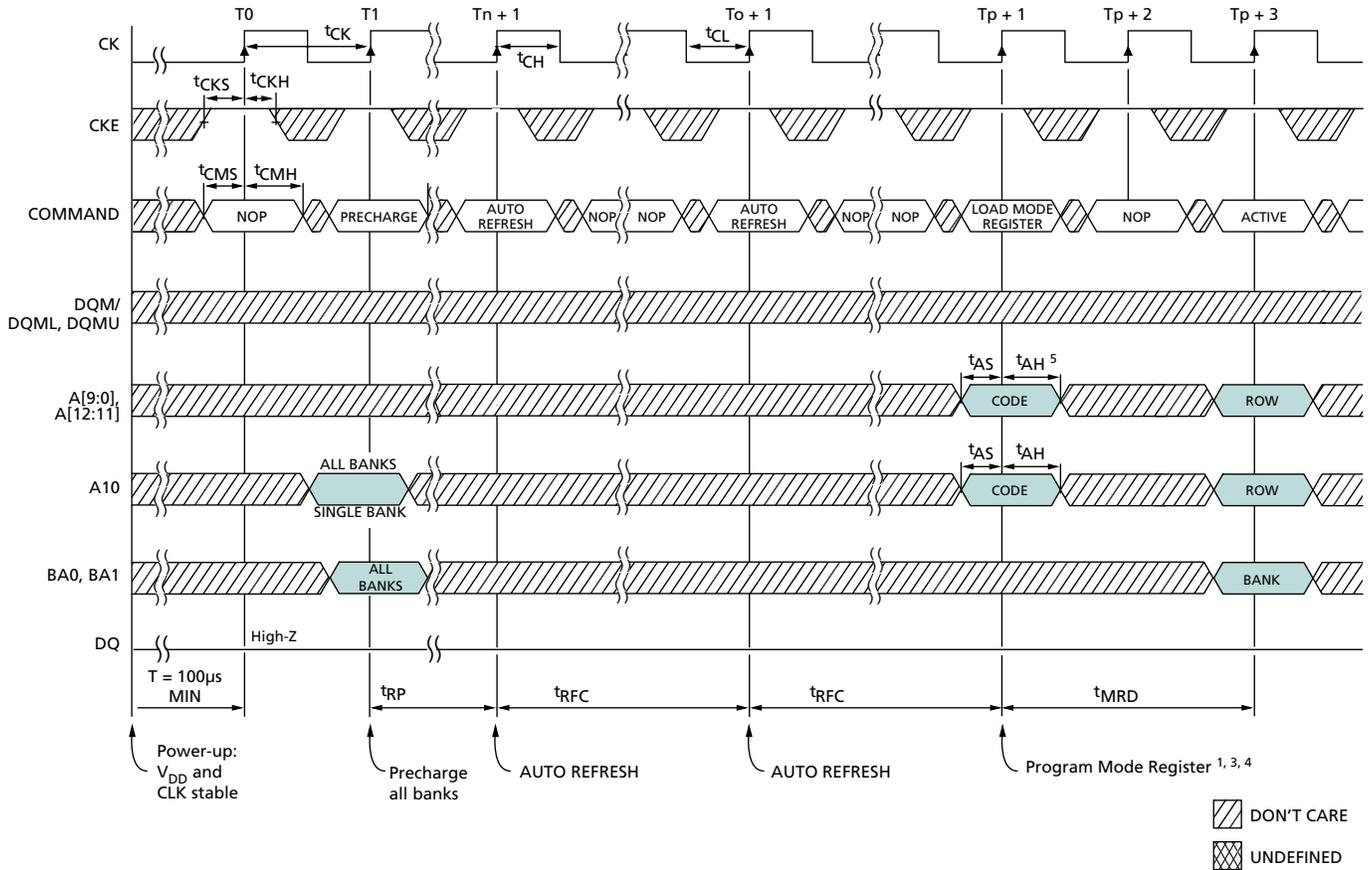 T0 T1 Tn + 1 To + 1 Tp + 1 Tp + 2 Tp + 3
CK tCK tCH tCL
tCKS tCKH
CKE
tCMS tCMH
COMMAND NOP PRECHARGE AUTO REFRESH NOP NOP AUTO REFRESH NOP NOP LOAD MODE REGISTER NOP ACTIVE
DQM/
DQML, DQMU
tAS tAH 5
A[9:0],
A[12:11] CODE ROW
ALL BANKS tAS tAH
A10 CODE ROW
SINGLE BANK
BA0, BA1 ALL BANKS BANK
DQ High-Z
T = 100µs
MIN tRP tRFC tRFC tMRD
Power-up:
VDD and
CLK stable
Precharge
all banks
AUTO REFRESH
AUTO REFRESH
Program Mode Register 1, 3, 4
DON'T CARE
UNDEFINED